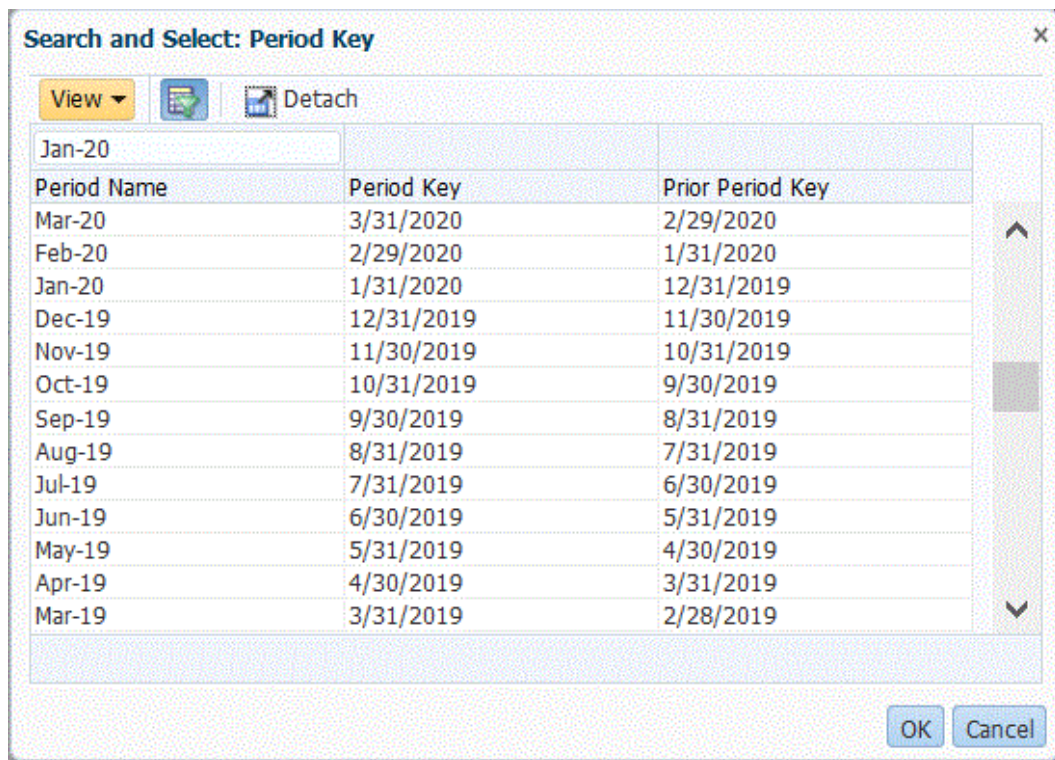 Search and Select: Period Key
View Detach
Jan-20
Period Name Period Key Prior Period Key
Mar-20 3/31/2020 2/29/2020
Feb-20 2/29/2020 1/31/2020
Jan-20 1/31/2020 12/31/2019
Dec-19 12/31/2019 11/30/2019
Nov-19 11/30/2019 10/31/2019
Oct-19 10/31/2019 9/30/2019
Sep-19 9/30/2019 8/31/2019
Aug-19 8/31/2019 7/31/2019
Jul-19 7/31/2019 6/30/2019
Jun-19 6/30/2019 5/31/2019
May-19 5/31/2019 4/30/2019
Apr-19 4/30/2019 3/31/2019
Mar-19 3/31/2019 2/28/2019
OK Cancel